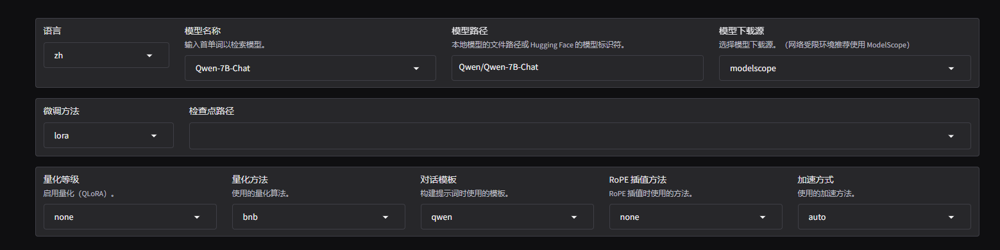 语言
zh
模型名称
输入首单词以检索模型。
Qwen-7B-Chat
模型路径
本地模型的文件路径或 Hugging Face 的模型标识符。
Qwen/Qwen-7B-Chat
模型下载源
选择模型下载源。（网络受限环境推荐使用 ModelScope）
modelscope
微调方法
lora
检查点路径
量化等级
启用量化（QLoRA）。
none
量化方法
使用的量化算法。
bnb
对话模板
构建提示词时使用的模板。
qwen
RoPE 插值方法
RoPE 插值时使用的方法。
none
加速方式
使用的加速方法。
auto